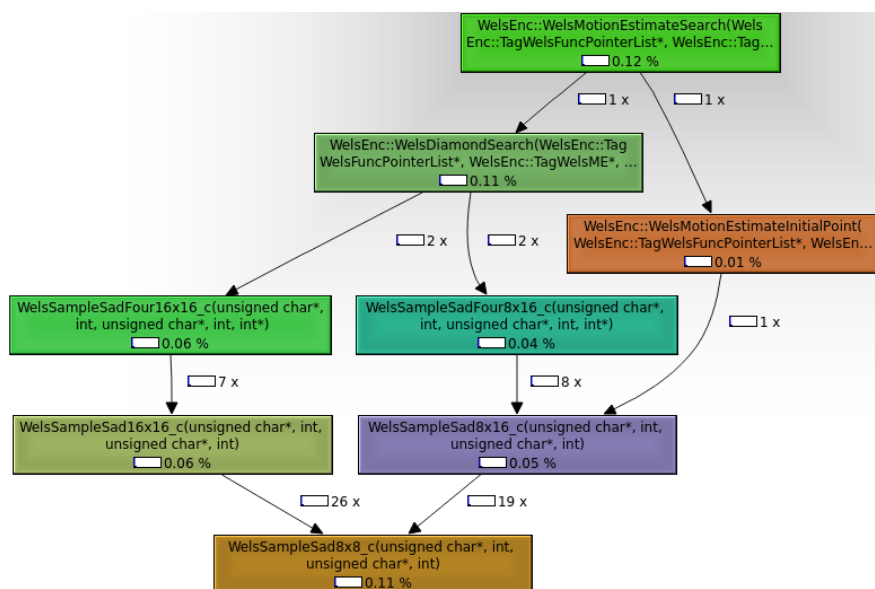 WelsEnc::WelsMotionEstimateSearch(Wels
Enc::TagWelsFuncPointerList*, WelsEnc::Tag...
0.12 %
1 x
1 x
WelsEnc::WelsDiamondSearch(WelsEnc::Tag
WelsFuncPointerList*, WelsEnc::TagWelsME*, ...
0.11 %
WelsEnc::WelsMotionEstimateInitialPoint(
WelsEnc::TagWelsFuncPointerList*, WelsEn...
0.01 %
2 x
2 x
WelsSampleSadFour16x16_c(unsigned char*,
int, unsigned char*, int, int*)
0.06 %
WelsSampleSadFour8x16_c(unsigned char*,
int, unsigned char*, int, int*)
0.04 %
1 x
7 x
8 x
WelsSampleSad16x16_c(unsigned char*, int,
unsigned char*, int)
0.06 %
WelsSampleSad8x16_c(unsigned char*, int,
unsigned char*, int)
0.05 %
26 x
19 x
WelsSampleSad8x8_c(unsigned char*, int,
unsigned char*, int)
0.11 %